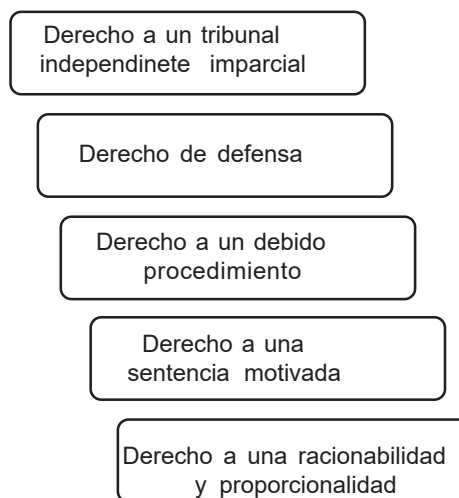 Derecho a un tribunal
independinete imparcial
Derecho de defensa
Derecho a un debido
procedimiento
Derecho a una
sentencia motivada
Derecho a una racionabilidad
y proporcionalidad